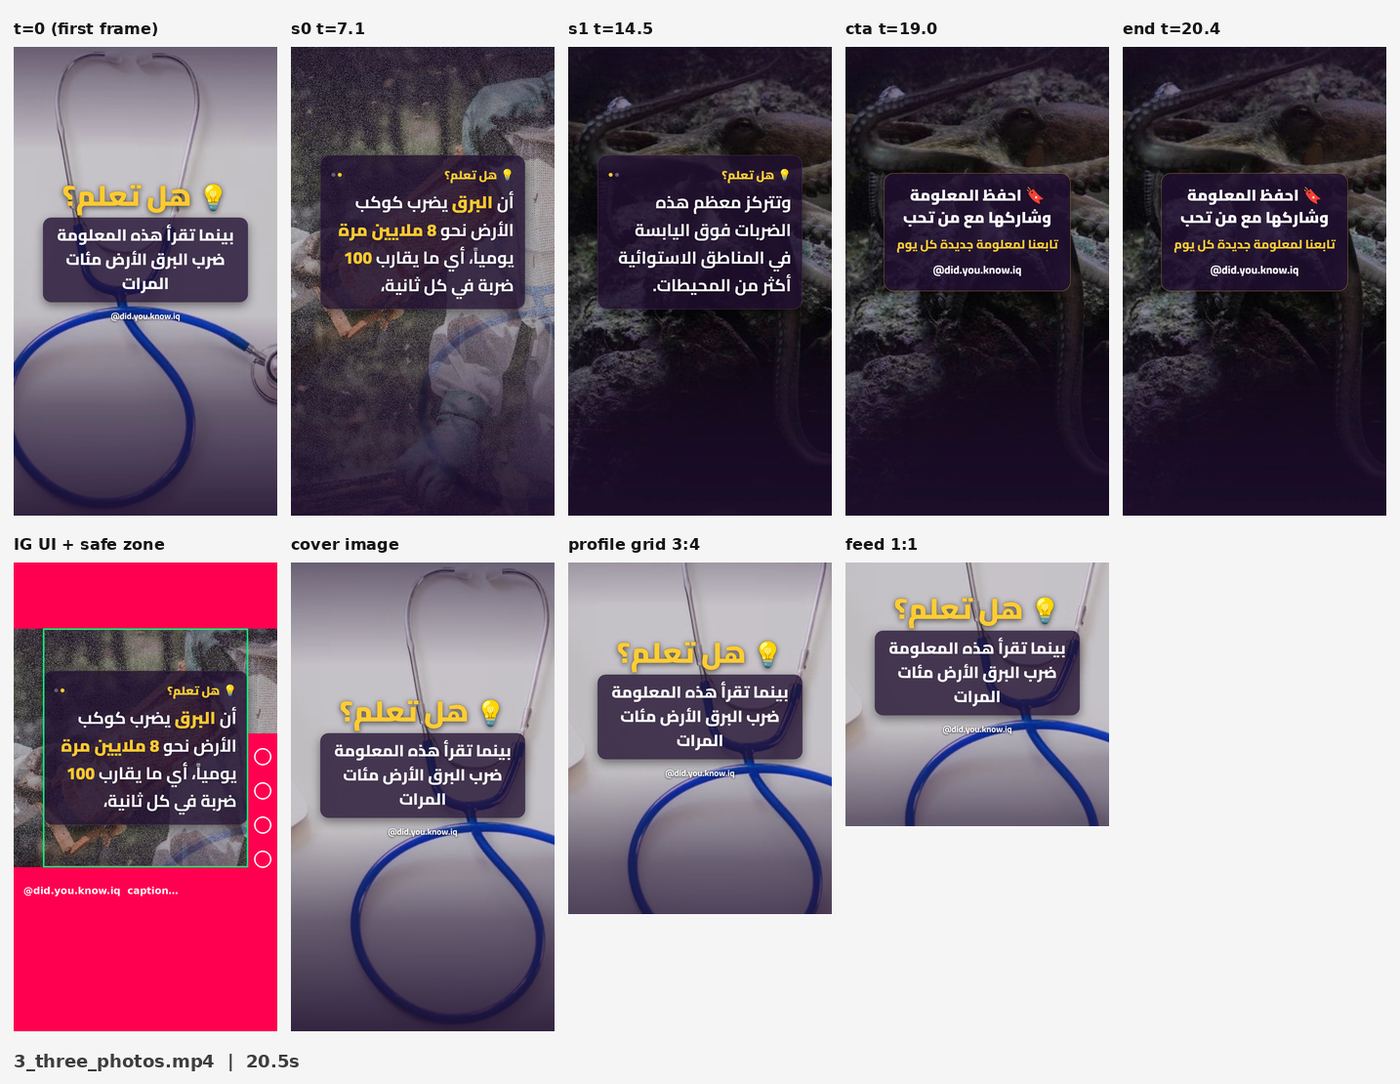 t=0 (first frame)
هل تعلم؟
بينما تقرأ هذه المعلومة
ضرب البرق الأرض مئات
المرات
@did.you.know.iq
s0 t=7.1
هل تعلم؟
أن البرق يضرب كوكب
الأرض نحو 8 ملايين مرة
يومياً، أي ما يقارب 100
ضربة في كل ثانية،
s1 t=14.5
هل تعلم؟
وتتركز معظم هذه
الضربات فوق اليابسة
في المناطق الاستوائية
أكثر من المحيطات.
cta t=19.0
احفظ المعلومة
وشاركها مع من تحب
تابعنا لمعلومة جديدة كل يوم
@did.you.know.iq
end t=20.4
احفظ المعلومة
وشاركها مع من تحب
تابعنا لمعلومة جديدة كل يوم
@did.you.know.iq
IG UI + safe zone
هل تعلم؟
أن البرق يضرب كوكب
الأرض نحو 8 ملايين مرة
يومياً، أي ما يقارب 100
ضربة في كل ثانية،
@did.you.know.iq caption...
cover image
هل تعلم؟
بينما تقرأ هذه المعلومة
ضرب البرق الأرض مئات
المرات
@did.you.know.iq
profile grid 3:4
هل تعلم؟
بينما تقرأ هذه المعلومة
ضرب البرق الأرض مئات
المرات
@did.you.know.iq
feed 1:1
هل تعلم؟
بينما تقرأ هذه المعلومة
ضرب البرق الأرض مئات
المرات
@did.you.know.iq
3_three_photos.mp4 | 20.5s